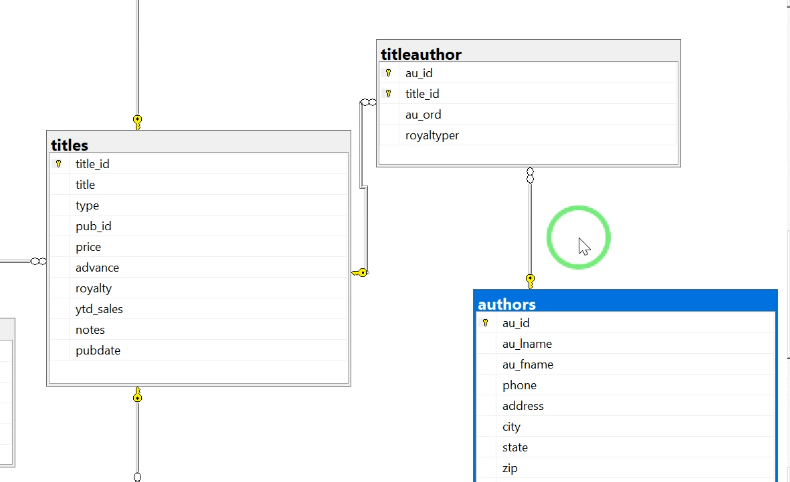 titleauthor
au_id
title_id
au_ord
royaltyper
titles
title_id
title
type
pub_id
price
advance
royalty
ytd_sales
notes
pubdate
authors
au_id
au_lname
au_fname
phone
address
city
state
zip